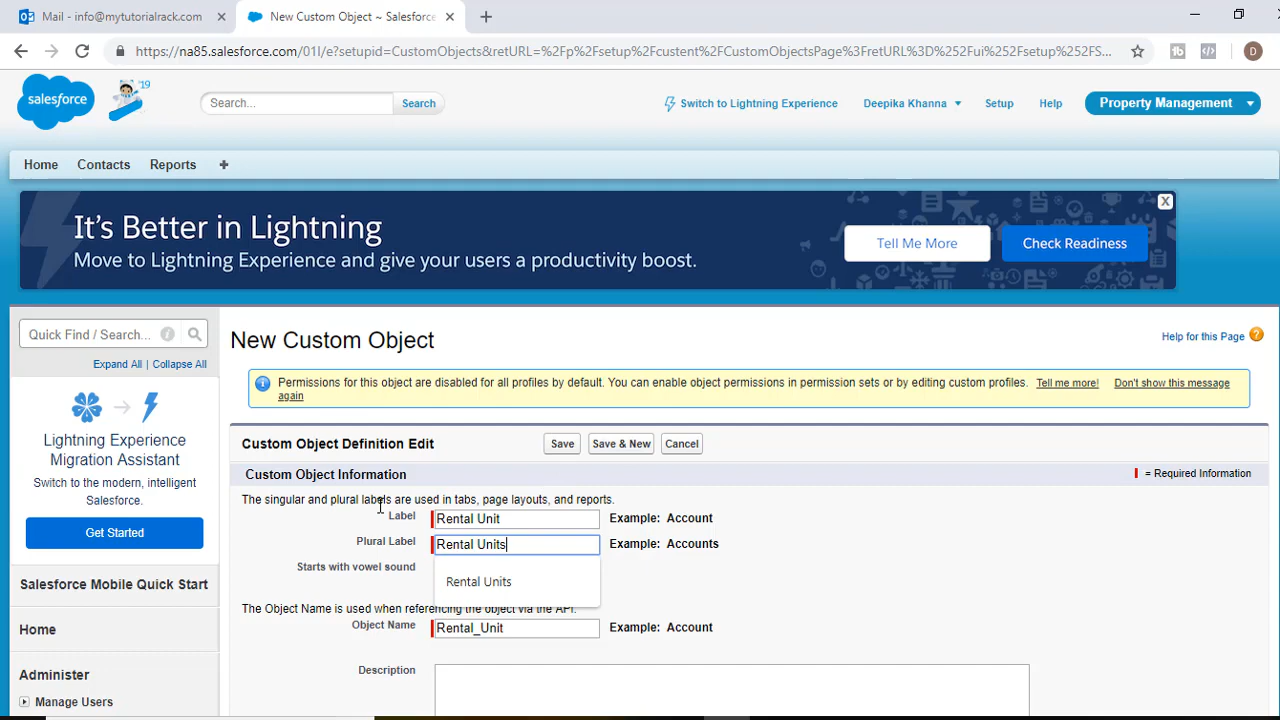 Mail - info@mytutorialrack.com
New Custom Object ~ Salesforce
https://na85.salesforce.com/01I/e?setupid=CustomObjects&retURL=%2Fp%2Fsetup%2Fcustent%2FCustomObjectsPage%3FretURL%3D%252Fui%252Fsetup%252FS...
D
salesforce
'19
Search...
Search
Switch to Lightning Experience
Deepika Khanna
Setup
Help
Property Management
Home
Contacts
Reports
It's Better in Lightning
Move to Lightning Experience and give your users a productivity boost.
Tell Me More
Check Readiness
X
Quick Find / Search...
Expand All | Collapse All
Lightning Experience
Migration Assistant
Switch to the modern, intelligent
Salesforce.
Get Started
Salesforce Mobile Quick Start
Home
Administer
Manage Users
New Custom Object
Help for this Page
Permissions for this object are disabled for all profiles by default. You can enable object permissions in permission sets or by editing custom profiles. Tell me more! Don't show this message
again
Custom Object Definition Edit
Save
Save & New
Cancel
Custom Object Information
= Required Information
The singular and plural labels are used in tabs, page layouts, and reports.
Label Rental Unit Example: Account
Plural Label Rental Units Example: Accounts
Starts with vowel sound
Rental Units
The Object Name is used when referencing the object via the API.
Object Name Rental_Unit Example: Account
Description